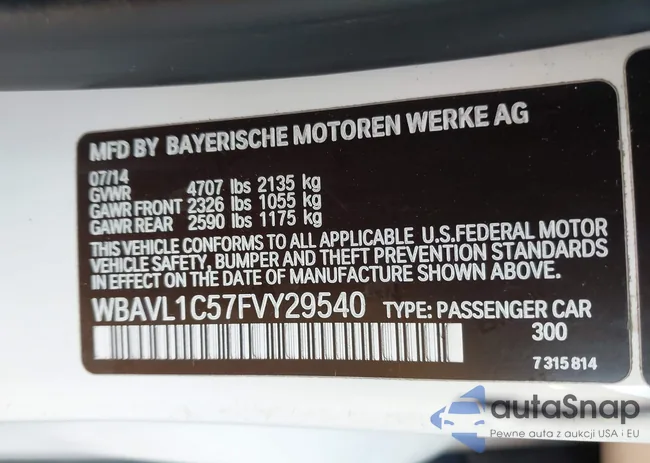 MFD BY BAYERISCHE MOTOREN WERKE AG
07/14
GVWR 4707 lbs 2135 kg
GAWR FRONT 2326 lbs 1055 kg
GAWR REAR 2590 lbs 1175 kg
THIS VEHICLE CONFORMS TO ALL APPLICABLE U.S.FEDERAL MOTOR
VEHICLE SAFETY, BUMPER AND THEFT PREVENTION STANDARDS
IN EFFECT ON THE DATE OF MANUFACTURE SHOWN ABOVE.
WBAVL1C57FVY29540 TYPE: PASSENGER CAR
300
7 315 814
autaSnap
Pewne auta z aukcji USA i EU